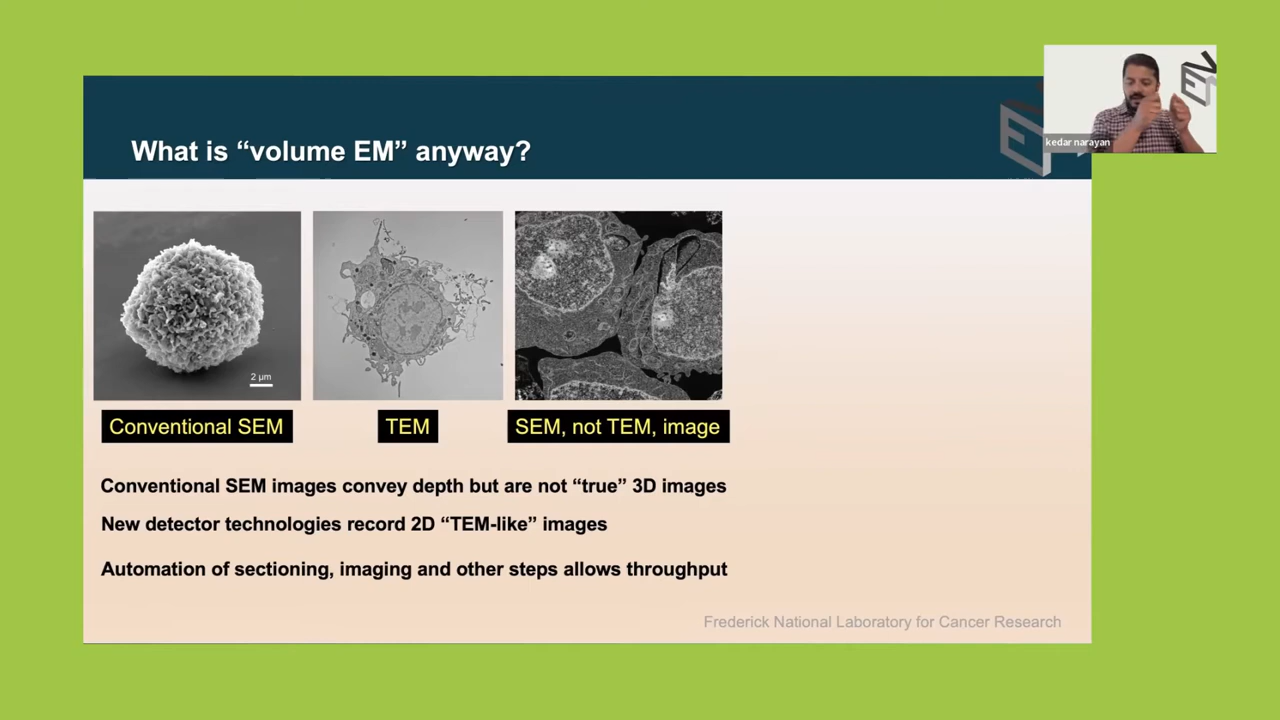 What is “volume EM” anyway?
kedar narayan
2 μm
Conventional SEM
TEM
SEM, not TEM, image
Conventional SEM images convey depth but are not “true” 3D images
New detector technologies record 2D “TEM-like” images
Automation of sectioning, imaging and other steps allows throughput
Frederick National Laboratory for Cancer Research